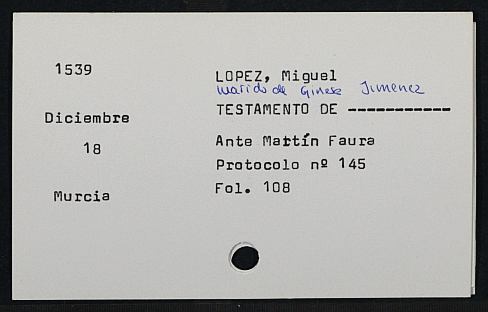 1539
LOPEZ, Miguel
marido de Ginesa Jimenez
Diciembre
TESTAMENTO DE -----------
18
Ante Martín Faura
Protocolo nº 145
Murcia
Fol. 108